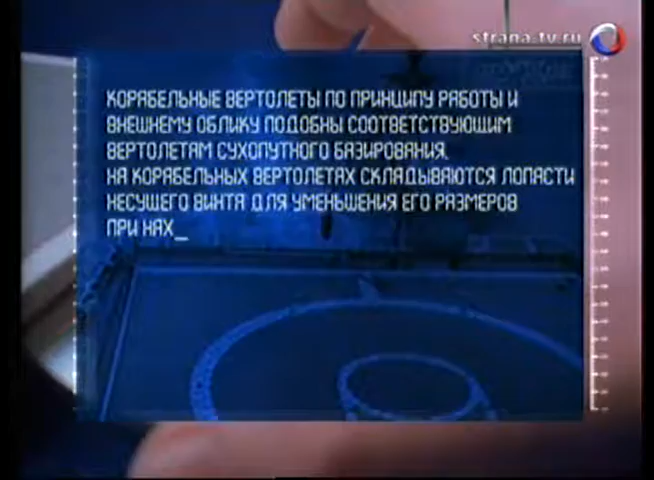 strana.tv.ru
КОРАБЕЛЬНЫЕ ВЕРТОЛЕТЫ ПО ПРИНЦИПУ РАБОТЫ И
ВНЕШНЕМУ ОБЛИКУ ПОДОБНЫ СООТВЕТСТВУЮЩИМ
ВЕРТОЛЕТАМ СУХОПУТНОГО БАЗИРОВАНИЯ.
НА КОРАБЕЛЬНЫХ ВЕРТОЛЕТАХ СКЛАДЫВАЮТСЯ ЛОПАСТИ
НЕСУЩЕГО ВИНТА ДЛЯ УМЕНЬШЕНИЯ ЕГО РАЗМЕРОВ
ПРИ НАХ_